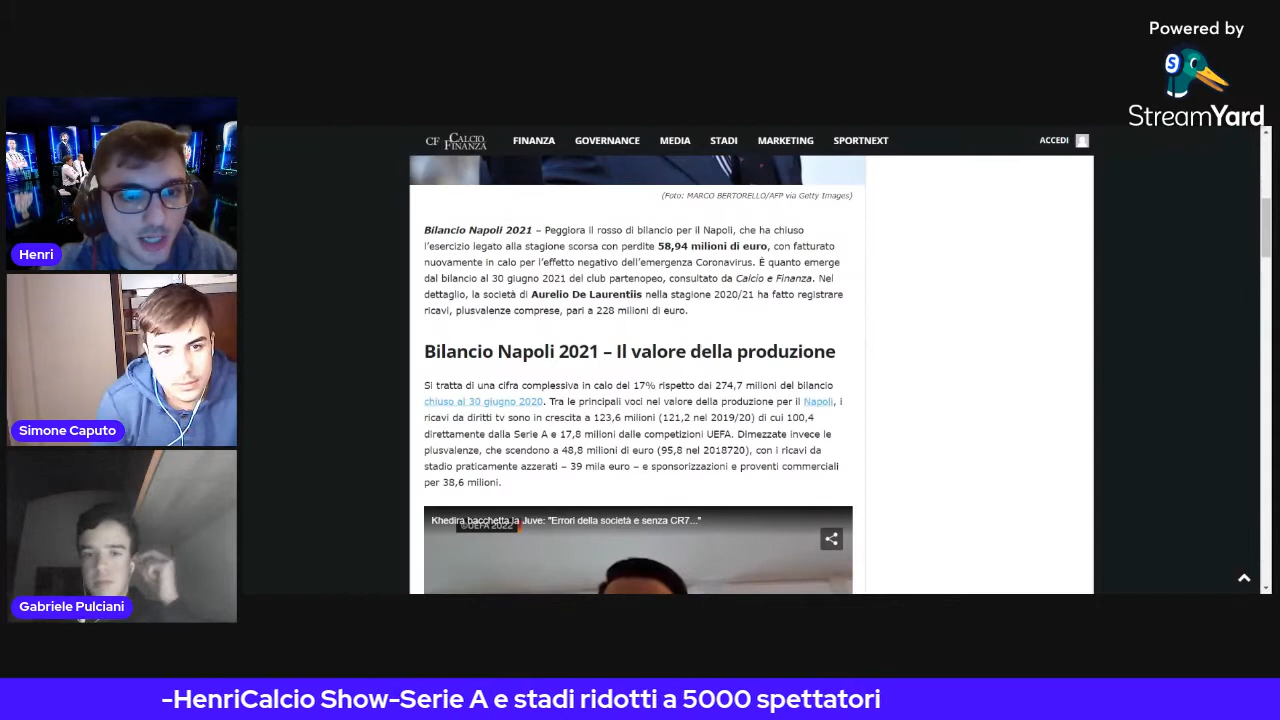 Powered by
S
StreamYard
CF CALCIO FINANZA
FINANZA GOVERNANCE MEDIA STADI MARKETING SPORTNEXT
ACCEDI
(Foto: MARCO BERTORELLO/AFP via Getty Images)
Bilancio Napoli 2021 – Peggiora il rosso di bilancio per il Napoli, che ha chiuso
l'esercizio legato alla stagione scorsa con perdite 58,94 milioni di euro, con fatturato
nuovamente in calo per l'effetto negativo dell'emergenza Coronavirus. È quanto emerge
dal bilancio al 30 giugno 2021 del club partenopeo, consultato da Calcio e Finanza. Nel
dettaglio, la società di Aurelio De Laurentiis nella stagione 2020/21 ha fatto registrare
ricavi, plusvalenze comprese, pari a 228 milioni di euro.
Bilancio Napoli 2021 – Il valore della produzione
Si tratta di una cifra complessiva in calo del 17% rispetto dai 274,7 milioni del bilancio
chiuso al 30 giugno 2020. Tra le principali voci nel valore della produzione per il Napoli, i
ricavi da diritti tv sono in crescita a 123,6 milioni (121,2 nel 2019/20) di cui 100,4
direttamente dalla Serie A e 17,8 milioni dalle competizioni UEFA. Dimezzate invece le
plusvalenze, che scendono a 48,8 milioni di euro (95,8 nel 2018720), con i ricavi da
stadio praticamente azzerati – 39 mila euro – e sponsorizzazioni e proventi commerciali
per 38,6 milioni.
Khedira bacchetta la Juve: "Errori della società e senza CR7..."
©UEFA 2022
Henri
Simone Caputo
Gabriele Pulciani
-HenriCalcio Show-Serie A e stadi ridotti a 5000 spettatori